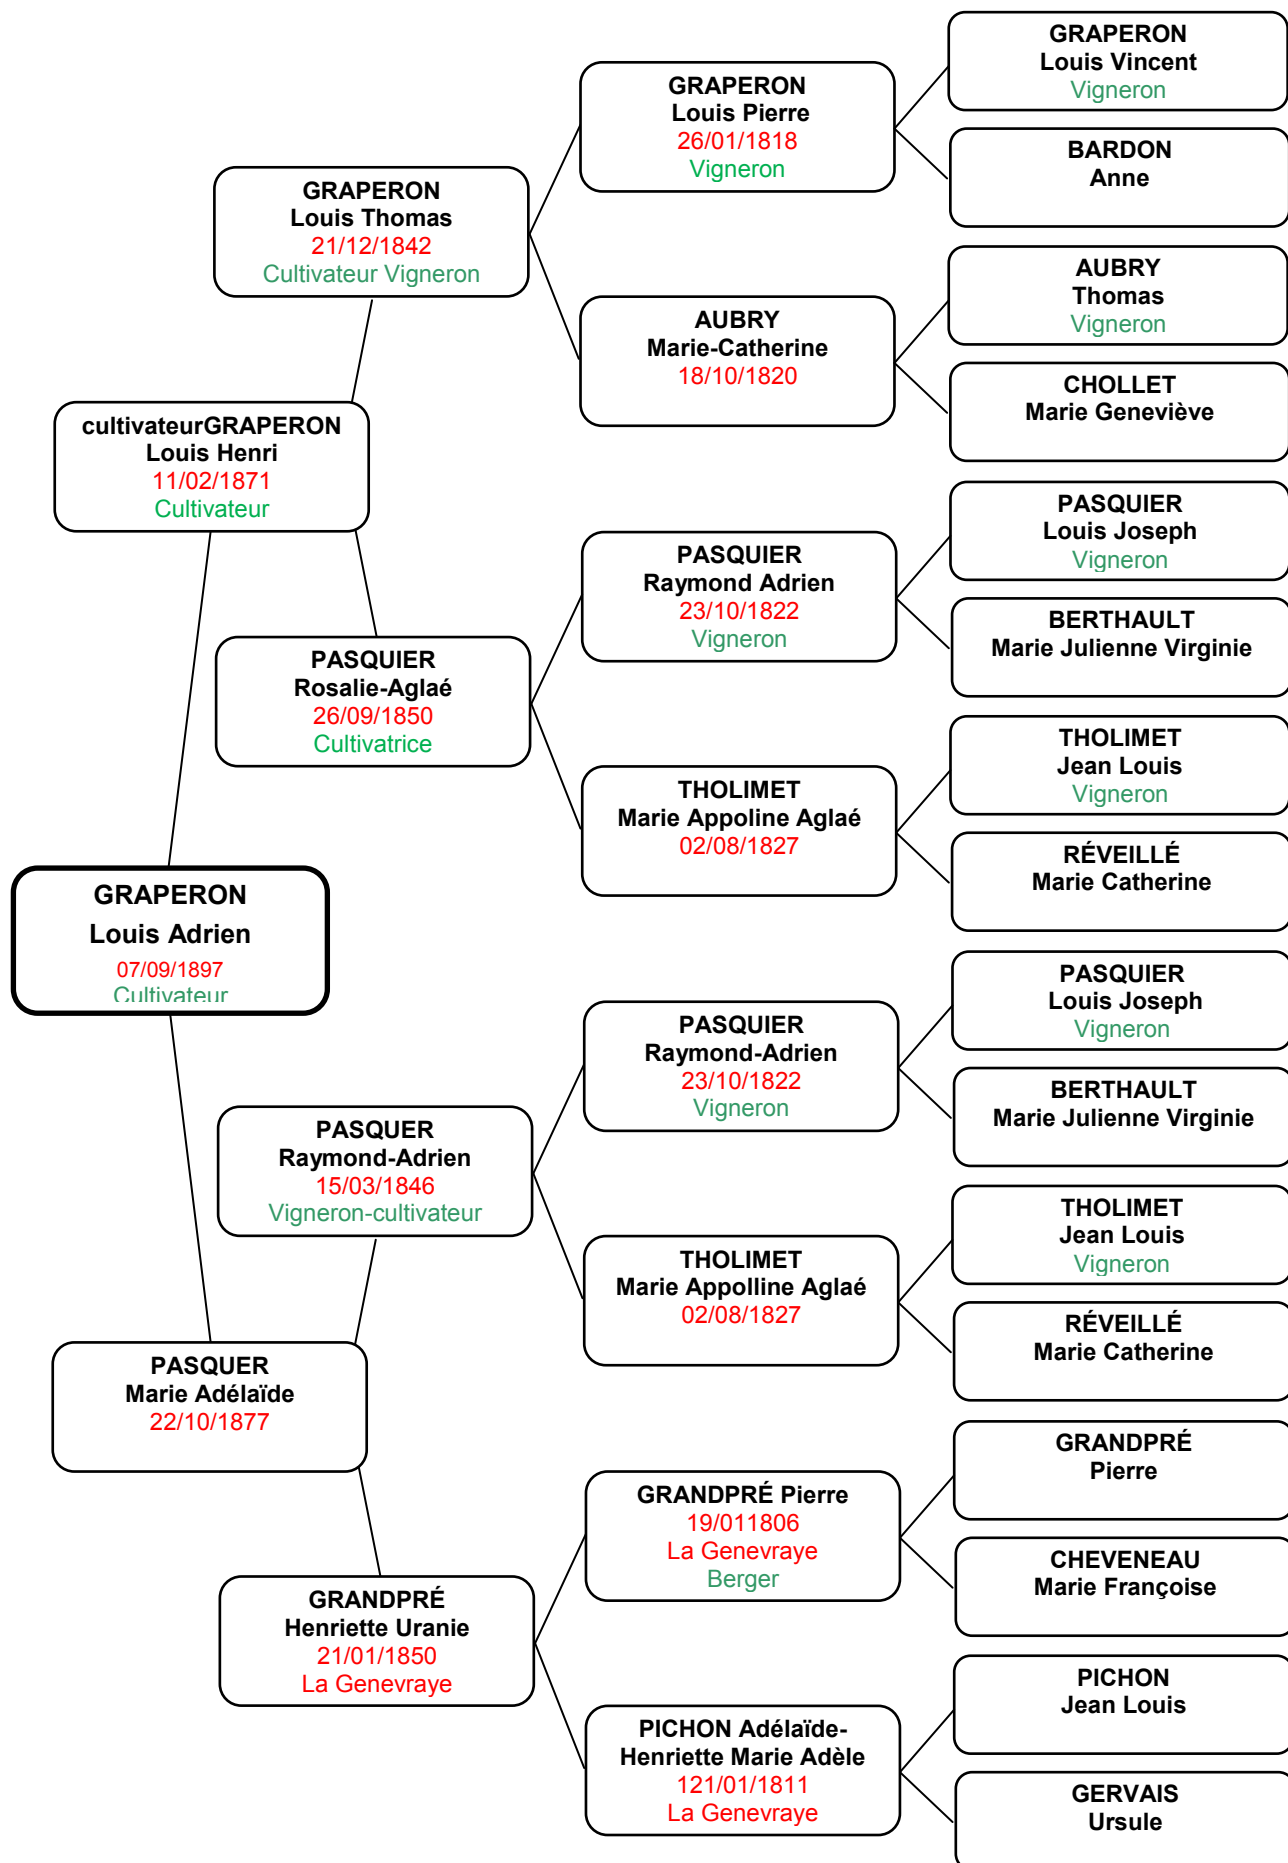 GRAPERON
Louis Vincent
Vigneron
GRAPERON
Louis Pierre
26/01/1818
Vigneron
BARDON
Anne
GRAPERON
Louis Thomas
21/12/1842
Cultivateur Vigneron
AUBRY
Thomas
Vigneron
AUBRY
Marie-Catherine
18/10/1820
CHOLLET
Marie Geneviève
cultivateurGRAPERON
Louis Henri
11/02/1871
Cultivateur
PASQUIER
Louis Joseph
Vigneron
PASQUIER
Raymond Adrien
23/10/1822
Vigneron
BERTHAULT
Marie Julienne Virginie
PASQUIER
Rosalie-Aglaé
26/09/1850
Cultivatrice
THOLIMET
Jean Louis
Vigneron
THOLIMET
Marie Appoline Aglaé
02/08/1827
RÉVEILLÉ
Marie Catherine
GRAPERON
Louis Adrien
07/09/1897
Cultivateur
PASQUIER
Louis Joseph
Vigneron
PASQUIER
Raymond-Adrien
23/10/1822
Vigneron
BERTHAULT
Marie Julienne Virginie
PASQUER
Raymond-Adrien
15/03/1846
Vigneron-cultivateur
THOLIMET
Jean Louis
Vigneron
THOLIMET
Marie Appolline Aglaé
02/08/1827
RÉVEILLÉ
Marie Catherine
PASQUER
Marie Adélaïde
22/10/1877
GRANDPRÉ
Pierre
GRANDPRÉ Pierre
19/011806
La Genevraye
Berger
CHEVENEAU
Marie Françoise
GRANDPRÉ
Henriette Uranie
21/01/1850
La Genevraye
PICHON
Jean Louis
PICHON Adélaïde-
Henriette Marie Adèle
121/01/1811
La Genevraye
GERVAIS
Ursule